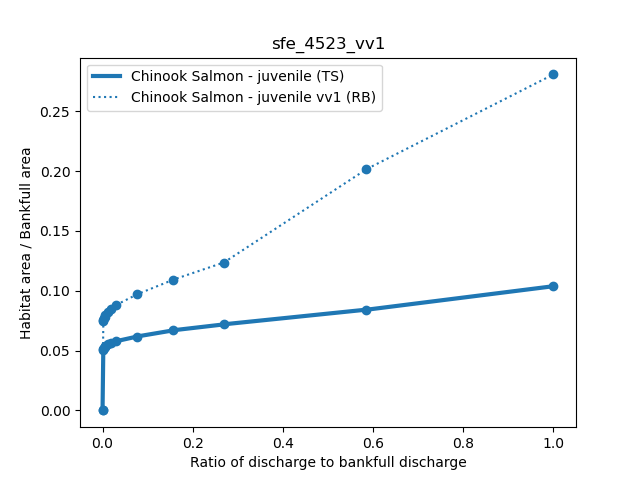 sfe_4523_vv1
Chinook Salmon - juvenile (TS)
Chinook Salmon - juvenile vv1 (RB)
Habitat area / Bankfull area
0.25
0.20
0.15
0.10
0.05
0.00
0.0 0.2 0.4 0.6 0.8 1.0
Ratio of discharge to bankfull discharge